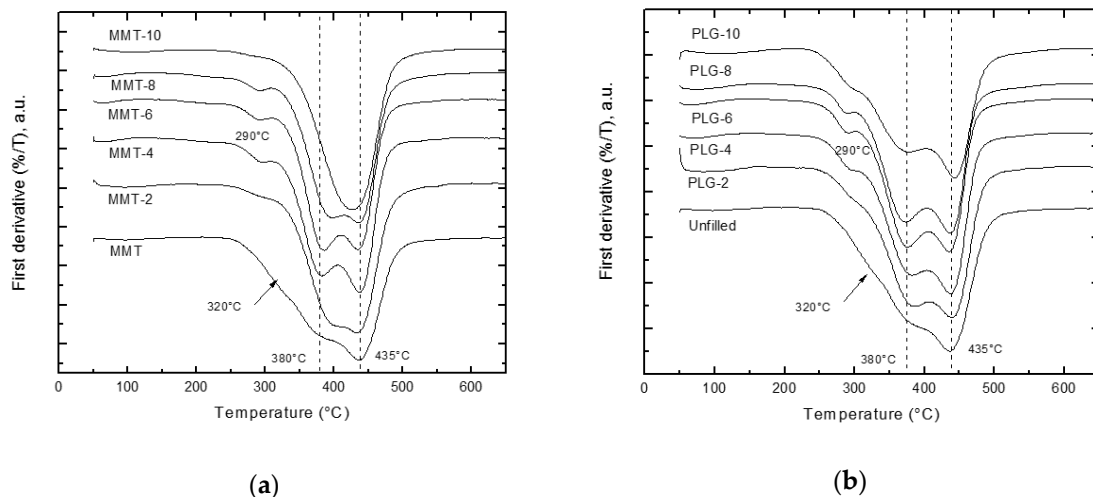 First derivative (%/T), a.u.
MMT-10
MMT-8
MMT-6
290°C
MMT-4
MMT-2
MMT
320°C
380°C
435°C
0 100 200 300 400 500 600
Temperature (°C)
(a)
First derivative (%/T), a.u.
PLG-10
PLG-8
PLG-6
290°C
PLG-4
PLG-2
Unfilled
320°C
380°C
435°C
0 100 200 300 400 500 600
Temperature (°C)
(b)